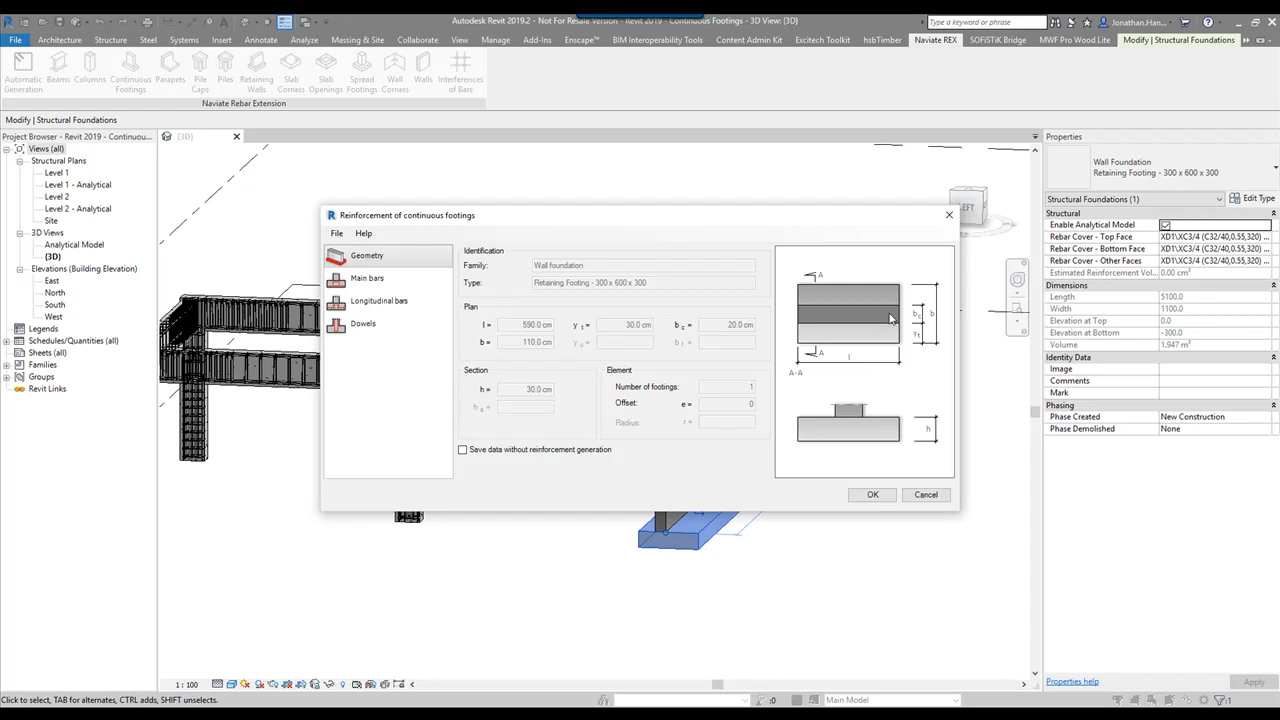 Autodesk Revit 2019.2 - Not For Resale Version - Revit 2019 - Continuous Footings - 3D View: {3D}
Type a keyword or phrase
Jonathan.Han...
File Architecture Structure Steel Systems Insert Annotate Analyze Massing & Site Collaborate View Manage Add-Ins Enscape™ BIM Interoperability Tools Content Admin Kit Excitech Toolkit hsbTimber Naviate REX SOFiSTiK Bridge MWF Pro Wood Lite Modify | Structural Foundations
Automatic Generation
Beams
Columns
Continuous Footings
Parapets
Pile Caps
Piles
Retaining Walls
Slab Corners
Slab Openings
Spread Footings
Wall Corners
Walls
Interferences of Bars
Naviate Rebar Extension
Modify | Structural Foundations
Project Browser - Revit 2019 - Continuou...
Views (all)
Structural Plans
Level 1
Level 1 - Analytical
Level 2
Level 2 - Analytical
Site
3D Views
Analytical Model
{3D}
Elevations (Building Elevation)
East
North
South
West
Legends
Schedules/Quantities (all)
Sheets (all)
Families
Groups
Revit Links
{3D}
LEFT
Reinforcement of continuous footings
File Help
Geometry
Main bars
Longitudinal bars
Dowels
Identification
Family: Wall foundation
Type: Retaining Footing - 300 x 600 x 300
Plan
l = 590.0 cm y t = 30.0 cm b c = 20.0 cm
b = 110.0 cm
Section
h = 30.0 cm
Element
Number of footings: 1
Offset: e = 0
Radius: r =
Save data without reinforcement generation
A
b c
b
y t
A
l
A-A
h
OK Cancel
Properties
Wall Foundation
Retaining Footing - 300 x 600 x 300
Structural Foundations (1) Edit Type
Structural
Enable Analytical Model
Rebar Cover - Top Face XD1\XC3/4 (C32/40,0.55,320) ...
Rebar Cover - Bottom Face XD1\XC3/4 (C32/40,0.55,320) ...
Rebar Cover - Other Faces XD1\XC3/4 (C32/40,0.55,320) ...
Estimated Reinforcement Vo... 0.00 cm³
Dimensions
Length 5100.0
Width 1100.0
Elevation at Top 0.0
Elevation at Bottom -300.0
Volume 1.947 m³
Identity Data
Image
Comments
Mark
Phasing
Phase Created New Construction
Phase Demolished None
Properties help Apply
1 : 100
Click to select, TAB for alternates, CTRL adds, SHIFT unselects.
:0
Main Model
:1